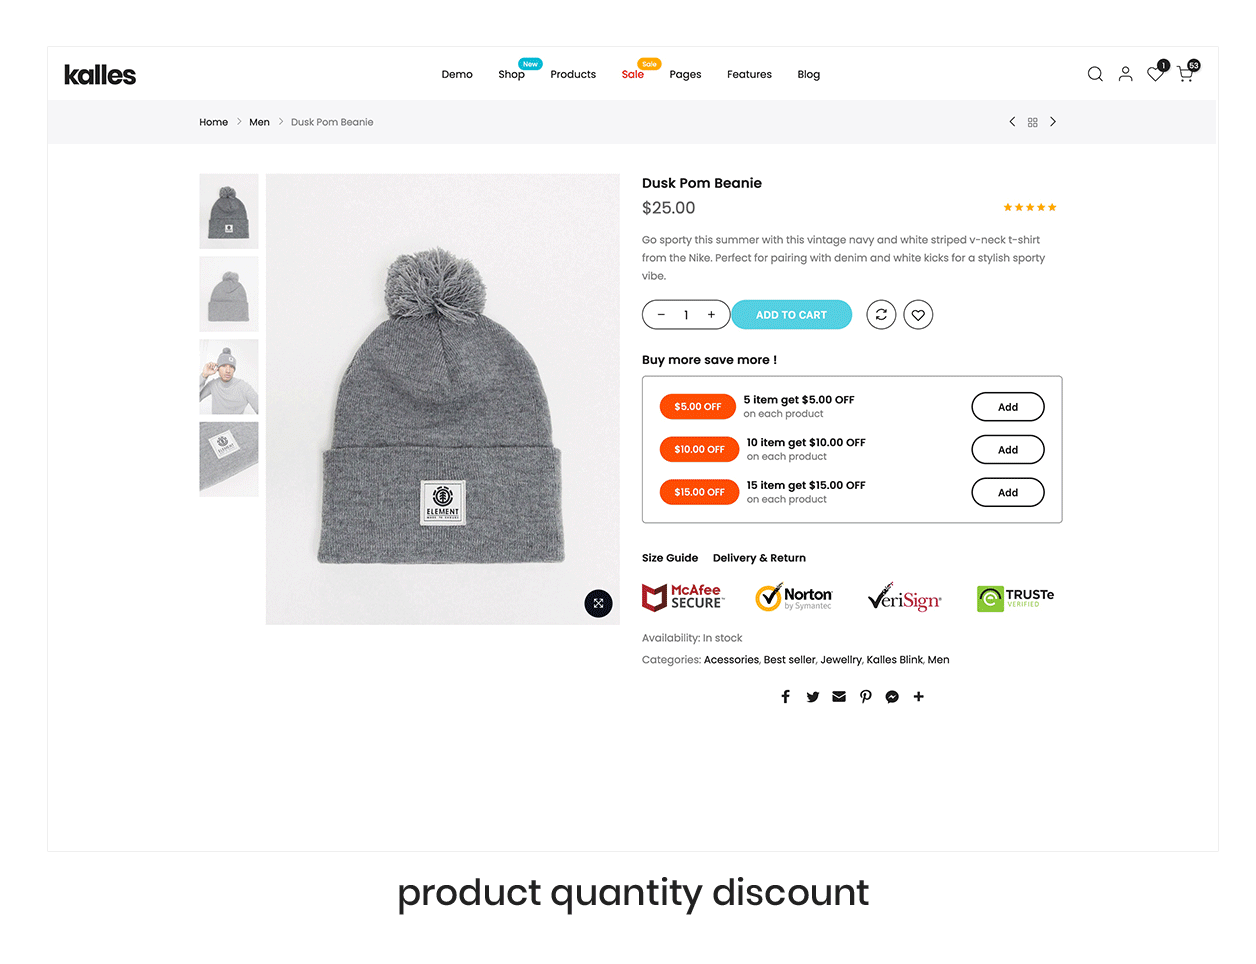 kalles
Demo Shop New Products Sale Sale Pages Features Blog
1 53
Home > Men > Dusk Pom Beanie
Dusk Pom Beanie
$25.00
Go sporty this summer with this vintage navy and white striped v-neck t-shirt
from the Nike. Perfect for pairing with denim and white kicks for a stylish sporty
vibe.
− 1 + ADD TO CART
Buy more save more !
$5.00 OFF 5 item get $5.00 OFF Add
on each product
$10.00 OFF 10 item get $10.00 OFF Add
on each product
$15.00 OFF 15 item get $15.00 OFF Add
on each product
ELEMENT
Size Guide Delivery & Return
McAfee SECURE™
Norton by Symantec
VeriSign
TRUSTe VERIFIED
Availability: In stock
Categories: Acessories, Best seller, Jewellry, Kalles Blink, Men
product quantity discount